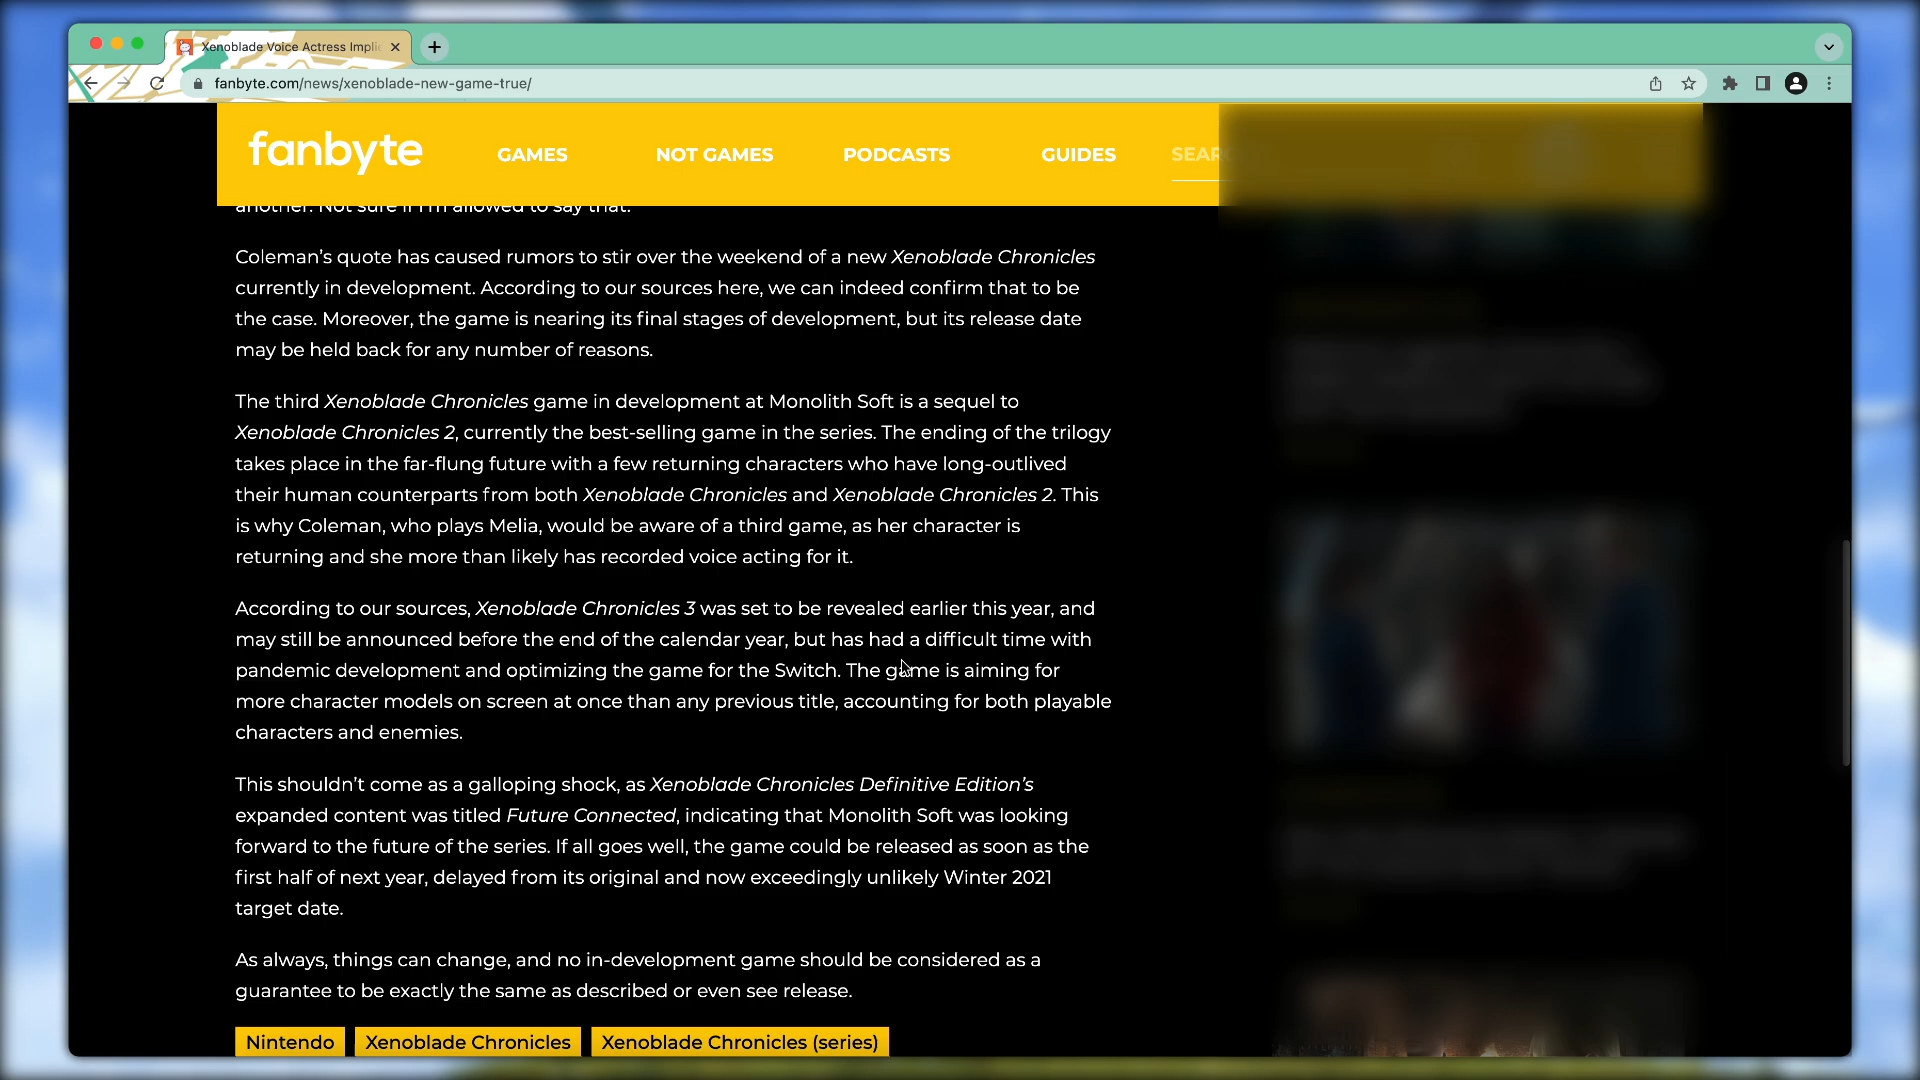 Xenoblade Voice Actress Implie
fanbyte.com/news/xenoblade-new-game-true/
fanbyte
GAMES
NOT GAMES
PODCASTS
GUIDES
SEARC
another. Not sure if I'm allowed to say that.
Coleman's quote has caused rumors to stir over the weekend of a new Xenoblade Chronicles
currently in development. According to our sources here, we can indeed confirm that to be
the case. Moreover, the game is nearing its final stages of development, but its release date
may be held back for any number of reasons.
The third Xenoblade Chronicles game in development at Monolith Soft is a sequel to
Xenoblade Chronicles 2, currently the best-selling game in the series. The ending of the trilogy
takes place in the far-flung future with a few returning characters who have long-outlived
their human counterparts from both Xenoblade Chronicles and Xenoblade Chronicles 2. This
is why Coleman, who plays Melia, would be aware of a third game, as her character is
returning and she more than likely has recorded voice acting for it.
According to our sources, Xenoblade Chronicles 3 was set to be revealed earlier this year, and
may still be announced before the end of the calendar year, but has had a difficult time with
pandemic development and optimizing the game for the Switch. The game is aiming for
more character models on screen at once than any previous title, accounting for both playable
characters and enemies.
This shouldn't come as a galloping shock, as Xenoblade Chronicles Definitive Edition's
expanded content was titled Future Connected, indicating that Monolith Soft was looking
forward to the future of the series. If all goes well, the game could be released as soon as the
first half of next year, delayed from its original and now exceedingly unlikely Winter 2021
target date.
As always, things can change, and no in-development game should be considered as a
guarantee to be exactly the same as described or even see release.
Nintendo
Xenoblade Chronicles
Xenoblade Chronicles (series)